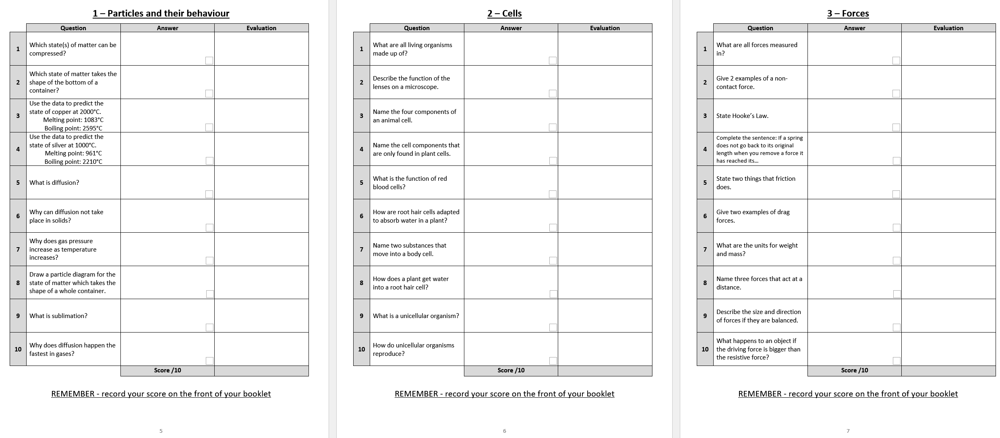 1 – Particles and their behaviour
Question Answer Evaluation
1 Which state(s) of matter can be
compressed?
2 Which state of matter takes the
shape of the bottom of a
container?
3 Use the data to predict the
state of copper at 2000°C.
Melting point: 1083°C
Boiling point: 2595°C
4 Use the data to predict the
state of silver at 1000°C.
Melting point: 961°C
Boiling point: 2210°C
5 What is diffusion?
6 Why can diffusion not take
place in solids?
7 Why does gas pressure
increase as temperature
increases?
8 Draw a particle diagram for the
state of matter which takes the
shape of a whole container.
9 What is sublimation?
10 Why does diffusion happen the
fastest in gases?
Score /10
REMEMBER - record your score on the front of your booklet
5
2 – Cells
Question Answer Evaluation
1 What are all living organisms
made up of?
2 Describe the function of the
lenses on a microscope.
3 Name the four components of
an animal cell.
4 Name the cell components that
are only found in plant cells.
5 What is the function of red
blood cells?
6 How are root hair cells adapted
to absorb water in a plant?
7 Name two substances that
move into a body cell.
8 How does a plant get water
into a root hair cell?
9 What is a unicellular organism?
10 How do unicellular organisms
reproduce?
Score /10
REMEMBER - record your score on the front of your booklet
6
3 – Forces
Question Answer Evaluation
1 What are all forces measured
in?
2 Give 2 examples of a non-
contact force.
3 State Hooke’s Law.
4 Complete the sentence: If a spring
does not go back to its original
length when you remove a force it
has reached its…
5 State two things that friction
does.
6 Give two examples of drag
forces.
7 What are the units for weight
and mass?
8 Name three forces that act at a
distance.
9 Describe the size and direction
of forces if they are balanced.
10 What happens to an object if
the driving force is bigger than
the resistive force?
Score /10
REMEMBER - record your score on the front of your booklet
7